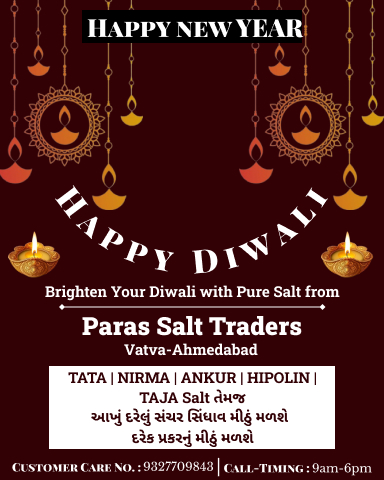 HAPPY NEW YEAR
HAPPY DIWALI
Brighten Your Diwali with Pure Salt from
Paras Salt Traders
Vatva-Ahmedabad
TATA | NIRMA | ANKUR | HIPOLIN |
TAJA Salt તેમજ
આખું દરેલું સંચર સિંધાવ મીઠું મળશે
દરેક પ્રકરનું મીઠું મળશે
CUSTOMER CARE NO. : 9327709843 | CALL-TIMING : 9am-6pm